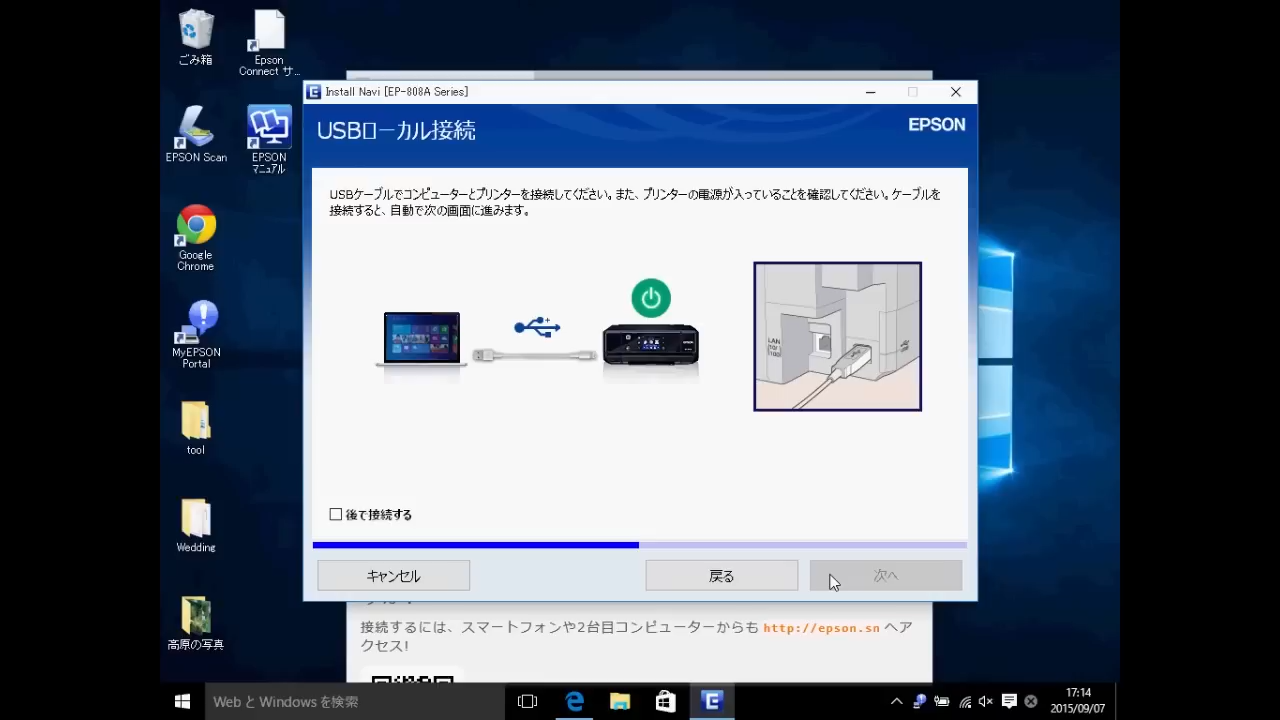 ごみ箱
Epson
Connect サ...
EPSON Scan
EPSON
マニュアル
Google
Chrome
MyEPSON
Portal
tool
Wedding
高原の写真
Install Navi [EP-808A Series]
USBローカル接続
EPSON
USBケーブルでコンピューターとプリンターを接続してください。また、プリンターの電源が入っていることを確認してください。ケーブルを
接続すると、自動で次の画面に進みます。
LAN
後で接続する
キャンセル
戻る
次へ
接続するには、スマートフォンや2台目コンピューターからも http://epson.sn へア
クセス!
Web と Windows を検索
17:14
2015/09/07